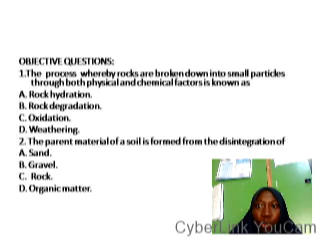 OBJECTIVE QUESTIONS:
1.The process whereby rocks are broken down into small particles
through both physical and chemical factors is known as
A. Rock hydration.
B. Rock degradation.
C. Oxidation.
D. Weathering.
2. The parent material of a soil is formed from the disintegration of
A. Sand.
B. Gravel.
C. Rock.
D. Organic matter.
CyberLink YouCam